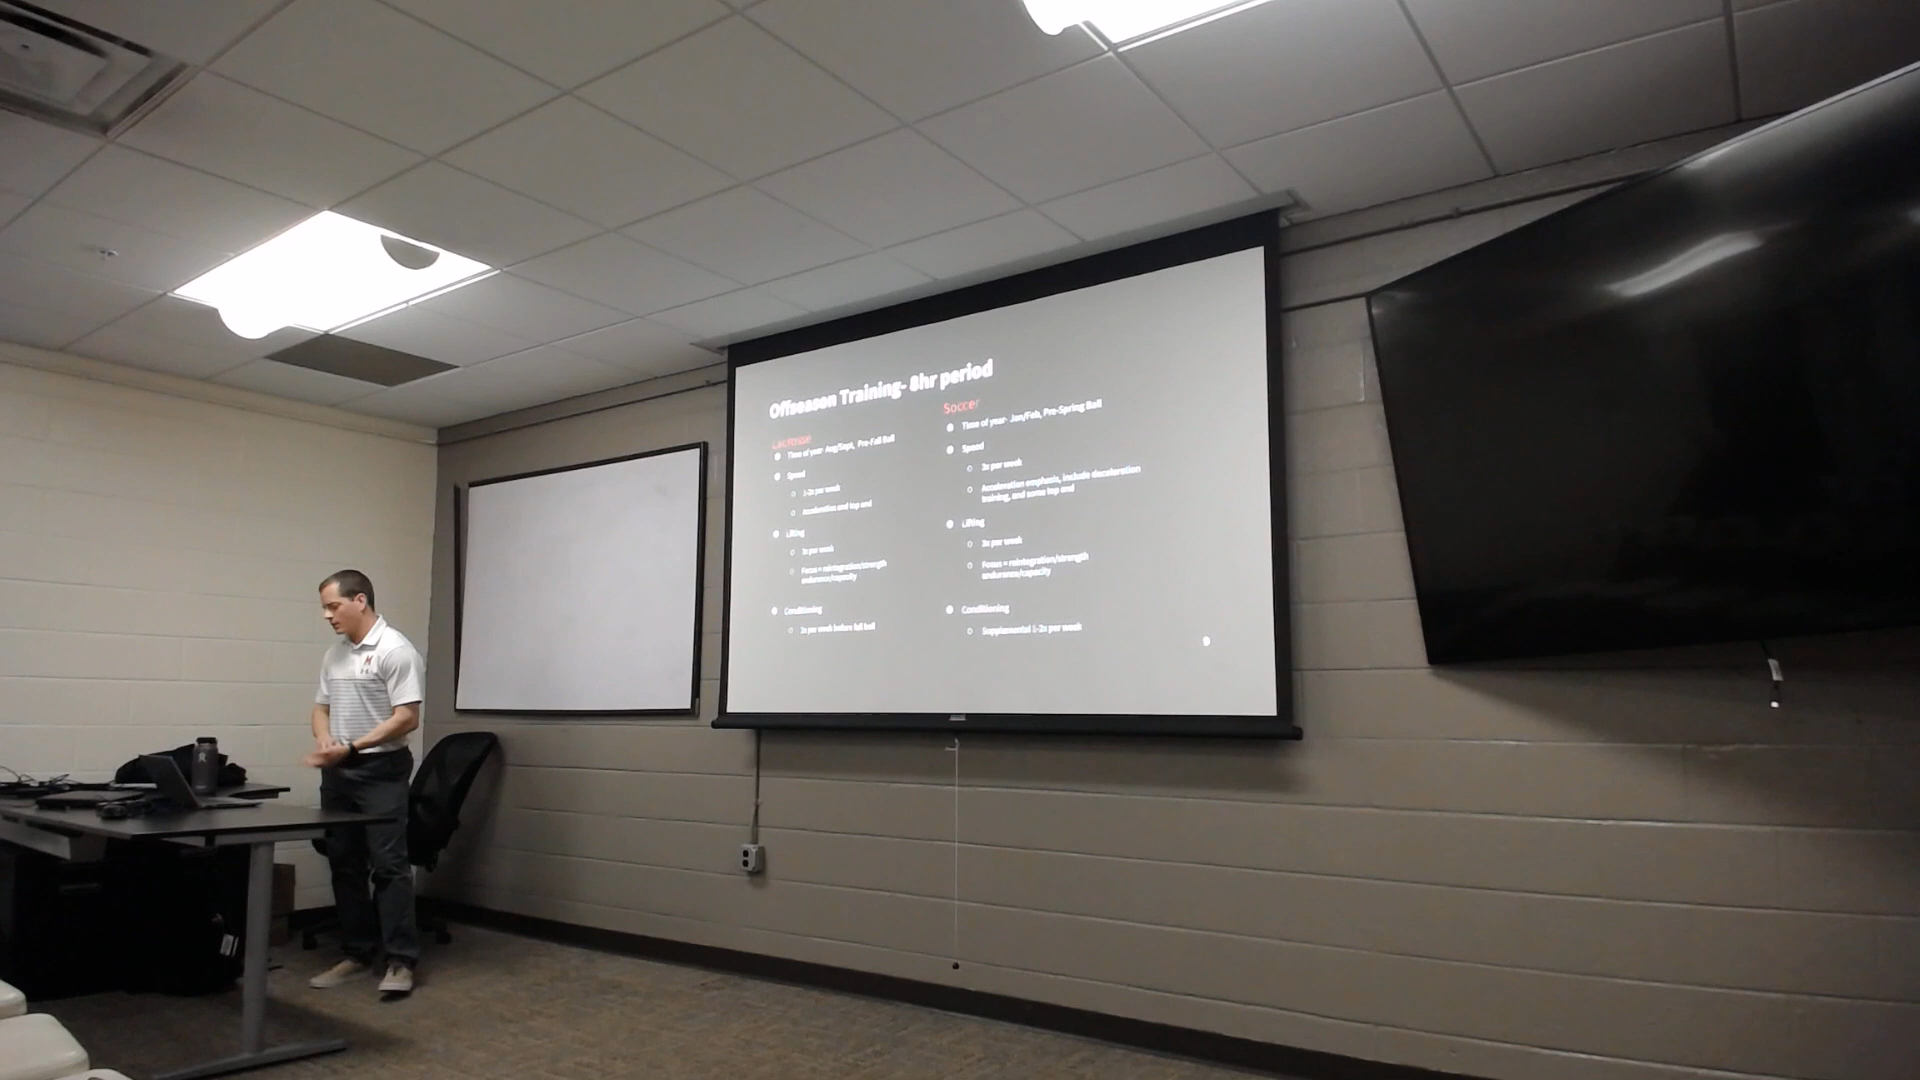 Offseason Training- 8hr period
Lacrosse
Time of year- Aug/Sept, Pre-Fall Ball
Speed
1-2x per week
Acceleration and top end
Lifting
3x per week
Focus = reintegration/strength
endurance/capacity
Conditioning
2x per week before fall ball
Soccer
Time of year- Jan/Feb, Pre-Spring Ball
Speed
3x per week
Acceleration emphasis, include deceleration
training, and some top end
Lifting
3x per week
Focus = reintegration/strength
endurance/capacity
Conditioning
Supplemental 1-2x per week
9
M